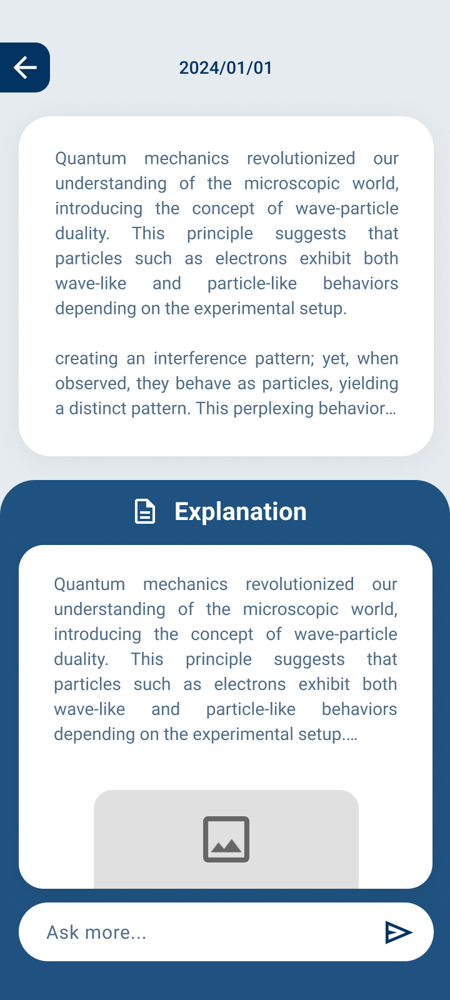 2024/01/01
Quantum mechanics revolutionized our
understanding of the microscopic world,
introducing the concept of wave-particle
duality. This principle suggests that
particles such as electrons exhibit both
wave-like and particle-like behaviors
depending on the experimental setup.
creating an interference pattern; yet, when
observed, they behave as particles, yielding
a distinct pattern. This perplexing behavior...
Explanation
Quantum mechanics revolutionized our
understanding of the microscopic world,
introducing the concept of wave-particle
duality. This principle suggests that
particles such as electrons exhibit both
wave-like and particle-like behaviors
depending on the experimental setup....
Ask more...